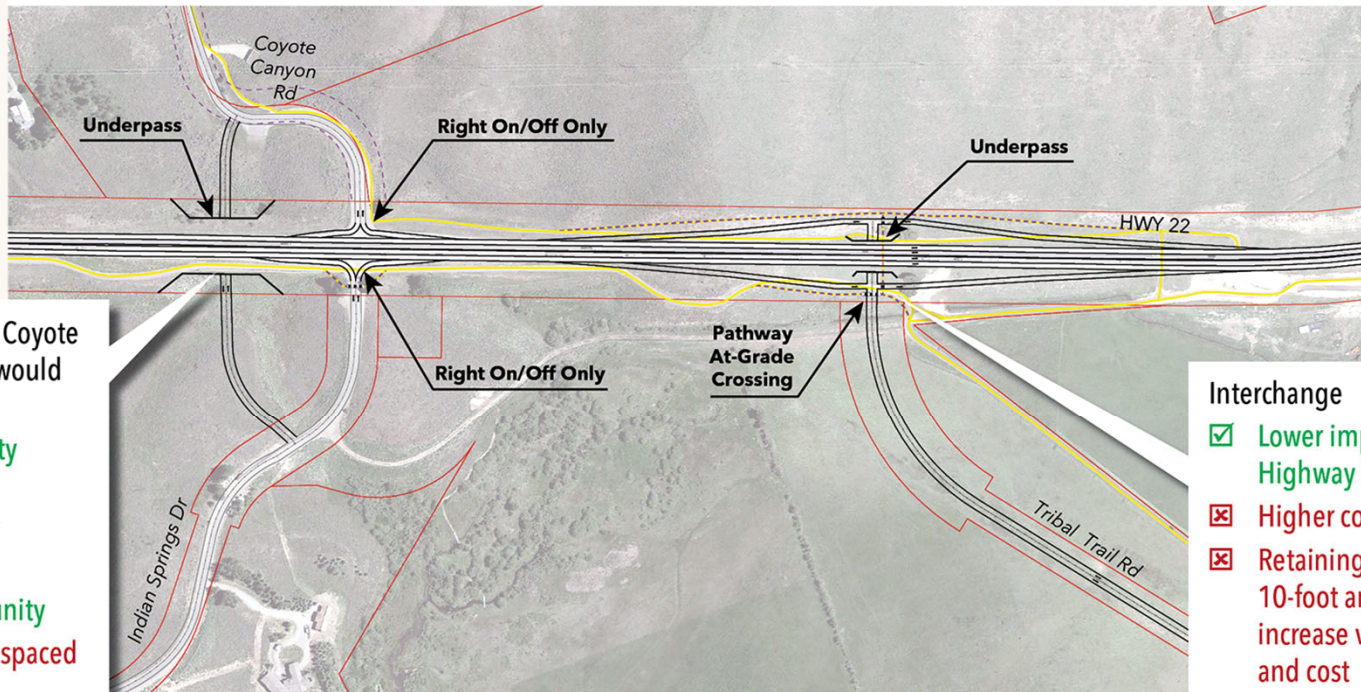 Coyote
Canyon
Rd
Underpass
Right On/Off Only
Underpass
HWY 22
Coyote
would
Pathway
At-Grade
Crossing
Right On/Off Only
Interchange
Lower imp
Highway
Higher co
Retaining
10-foot an
increase v
and cost
ty
unity
spaced
Indian Springs Dr
Tribal Trail Rd